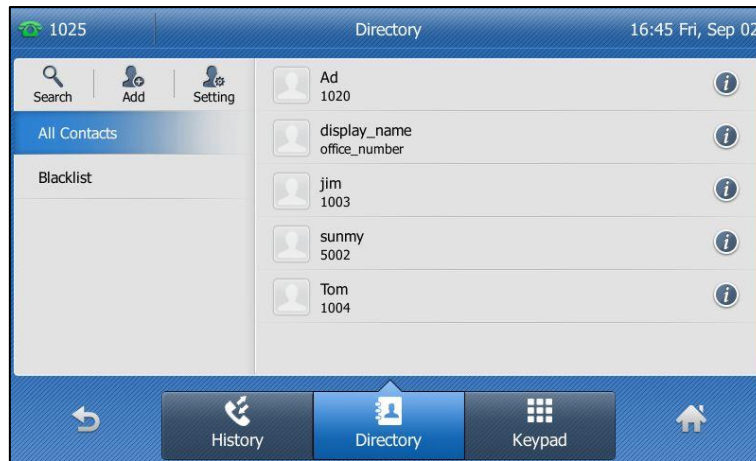 1025
Directory
16:45 Fri, Sep 02
Search
Add
Setting
All Contacts
Blacklist
Ad
1020
display_name
office_number
jim
1003
sunmy
5002
Tom
1004
History
Directory
Keypad